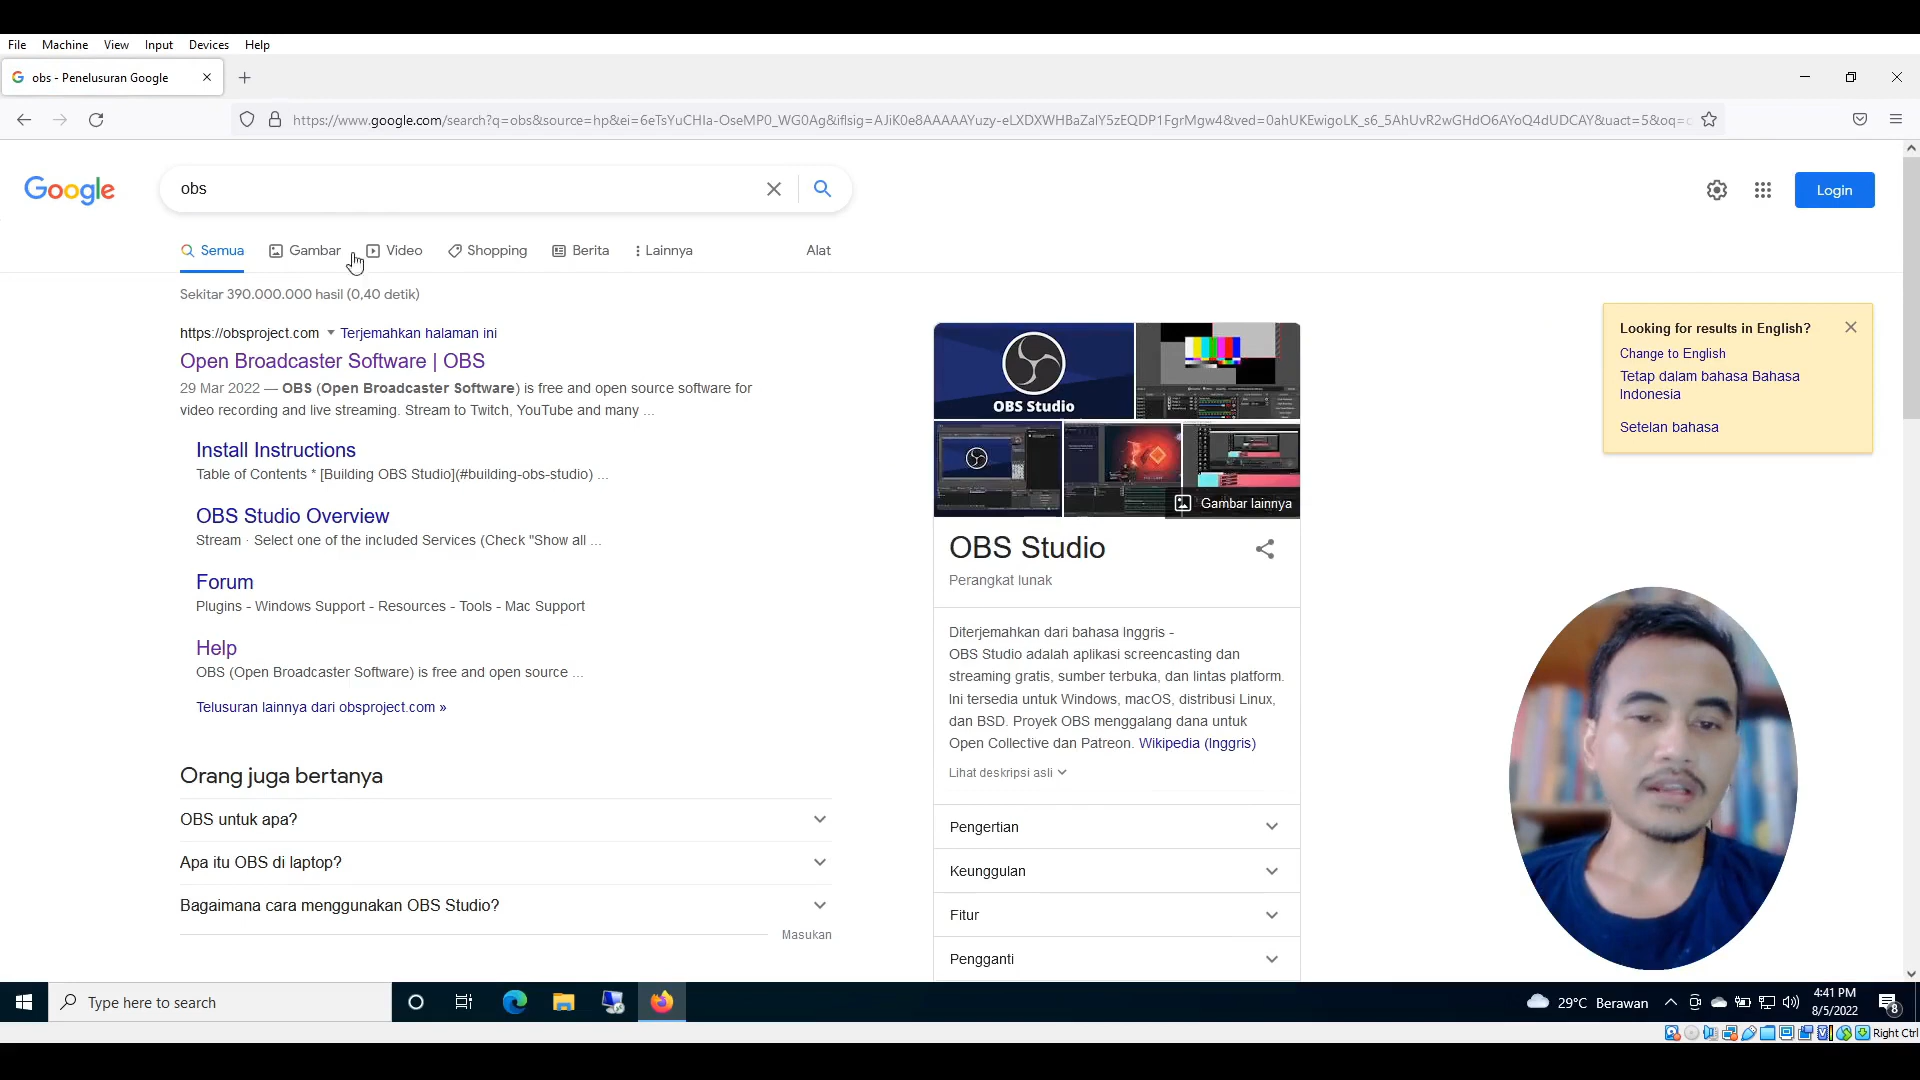 File Machine View Input Devices Help
obs - Penelusuran Google
https://www.google.com/search?q=obs&source=hp&ei=6eTsYuCHIa-OseMP0_WG0Ag&iflsig=AJiK0e8AAAAAYuzy-eLXDXWHBaZalY5zEQDP1FgrMgw4&ved=0ahUKEwigoLK_s6_5AhUvR2wGHdO6AYoQ4dUDCAY&uact=5&oq=
Google
obs
Login
Semua Gambar Video Shopping Berita Lainnya Alat
Sekitar 390.000.000 hasil (0,40 detik)
https://obsproject.com Terjemahkan halaman ini
Open Broadcaster Software | OBS
29 Mar 2022 — OBS (Open Broadcaster Software) is free and open source software for
video recording and live streaming. Stream to Twitch, YouTube and many ...
Install Instructions
Table of Contents * [Building OBS Studio](#building-obs-studio) ...
OBS Studio Overview
Stream · Select one of the included Services (Check "Show all ...
Forum
Plugins - Windows Support - Resources - Tools - Mac Support
Help
OBS (Open Broadcaster Software) is free and open source ...
Telusuran lainnya dari obsproject.com »
Orang juga bertanya
OBS untuk apa?
Apa itu OBS di laptop?
Bagaimana cara menggunakan OBS Studio?
Masukan
OBS Studio
Gambar lainnya
OBS Studio
Perangkat lunak
Diterjemahkan dari bahasa Inggris -
OBS Studio adalah aplikasi screencasting dan
streaming gratis, sumber terbuka, dan lintas platform.
Ini tersedia untuk Windows, macOS, distribusi Linux,
dan BSD. Proyek OBS menggalang dana untuk
Open Collective dan Patreon. Wikipedia (Inggris)
Lihat deskripsi asli
Pengertian
Keunggulan
Fitur
Pengganti
Looking for results in English?
Change to English
Tetap dalam bahasa Bahasa
Indonesia
Setelan bahasa
Type here to search
29°C Berawan
4:41 PM
8/5/2022
8
Right Ctrl